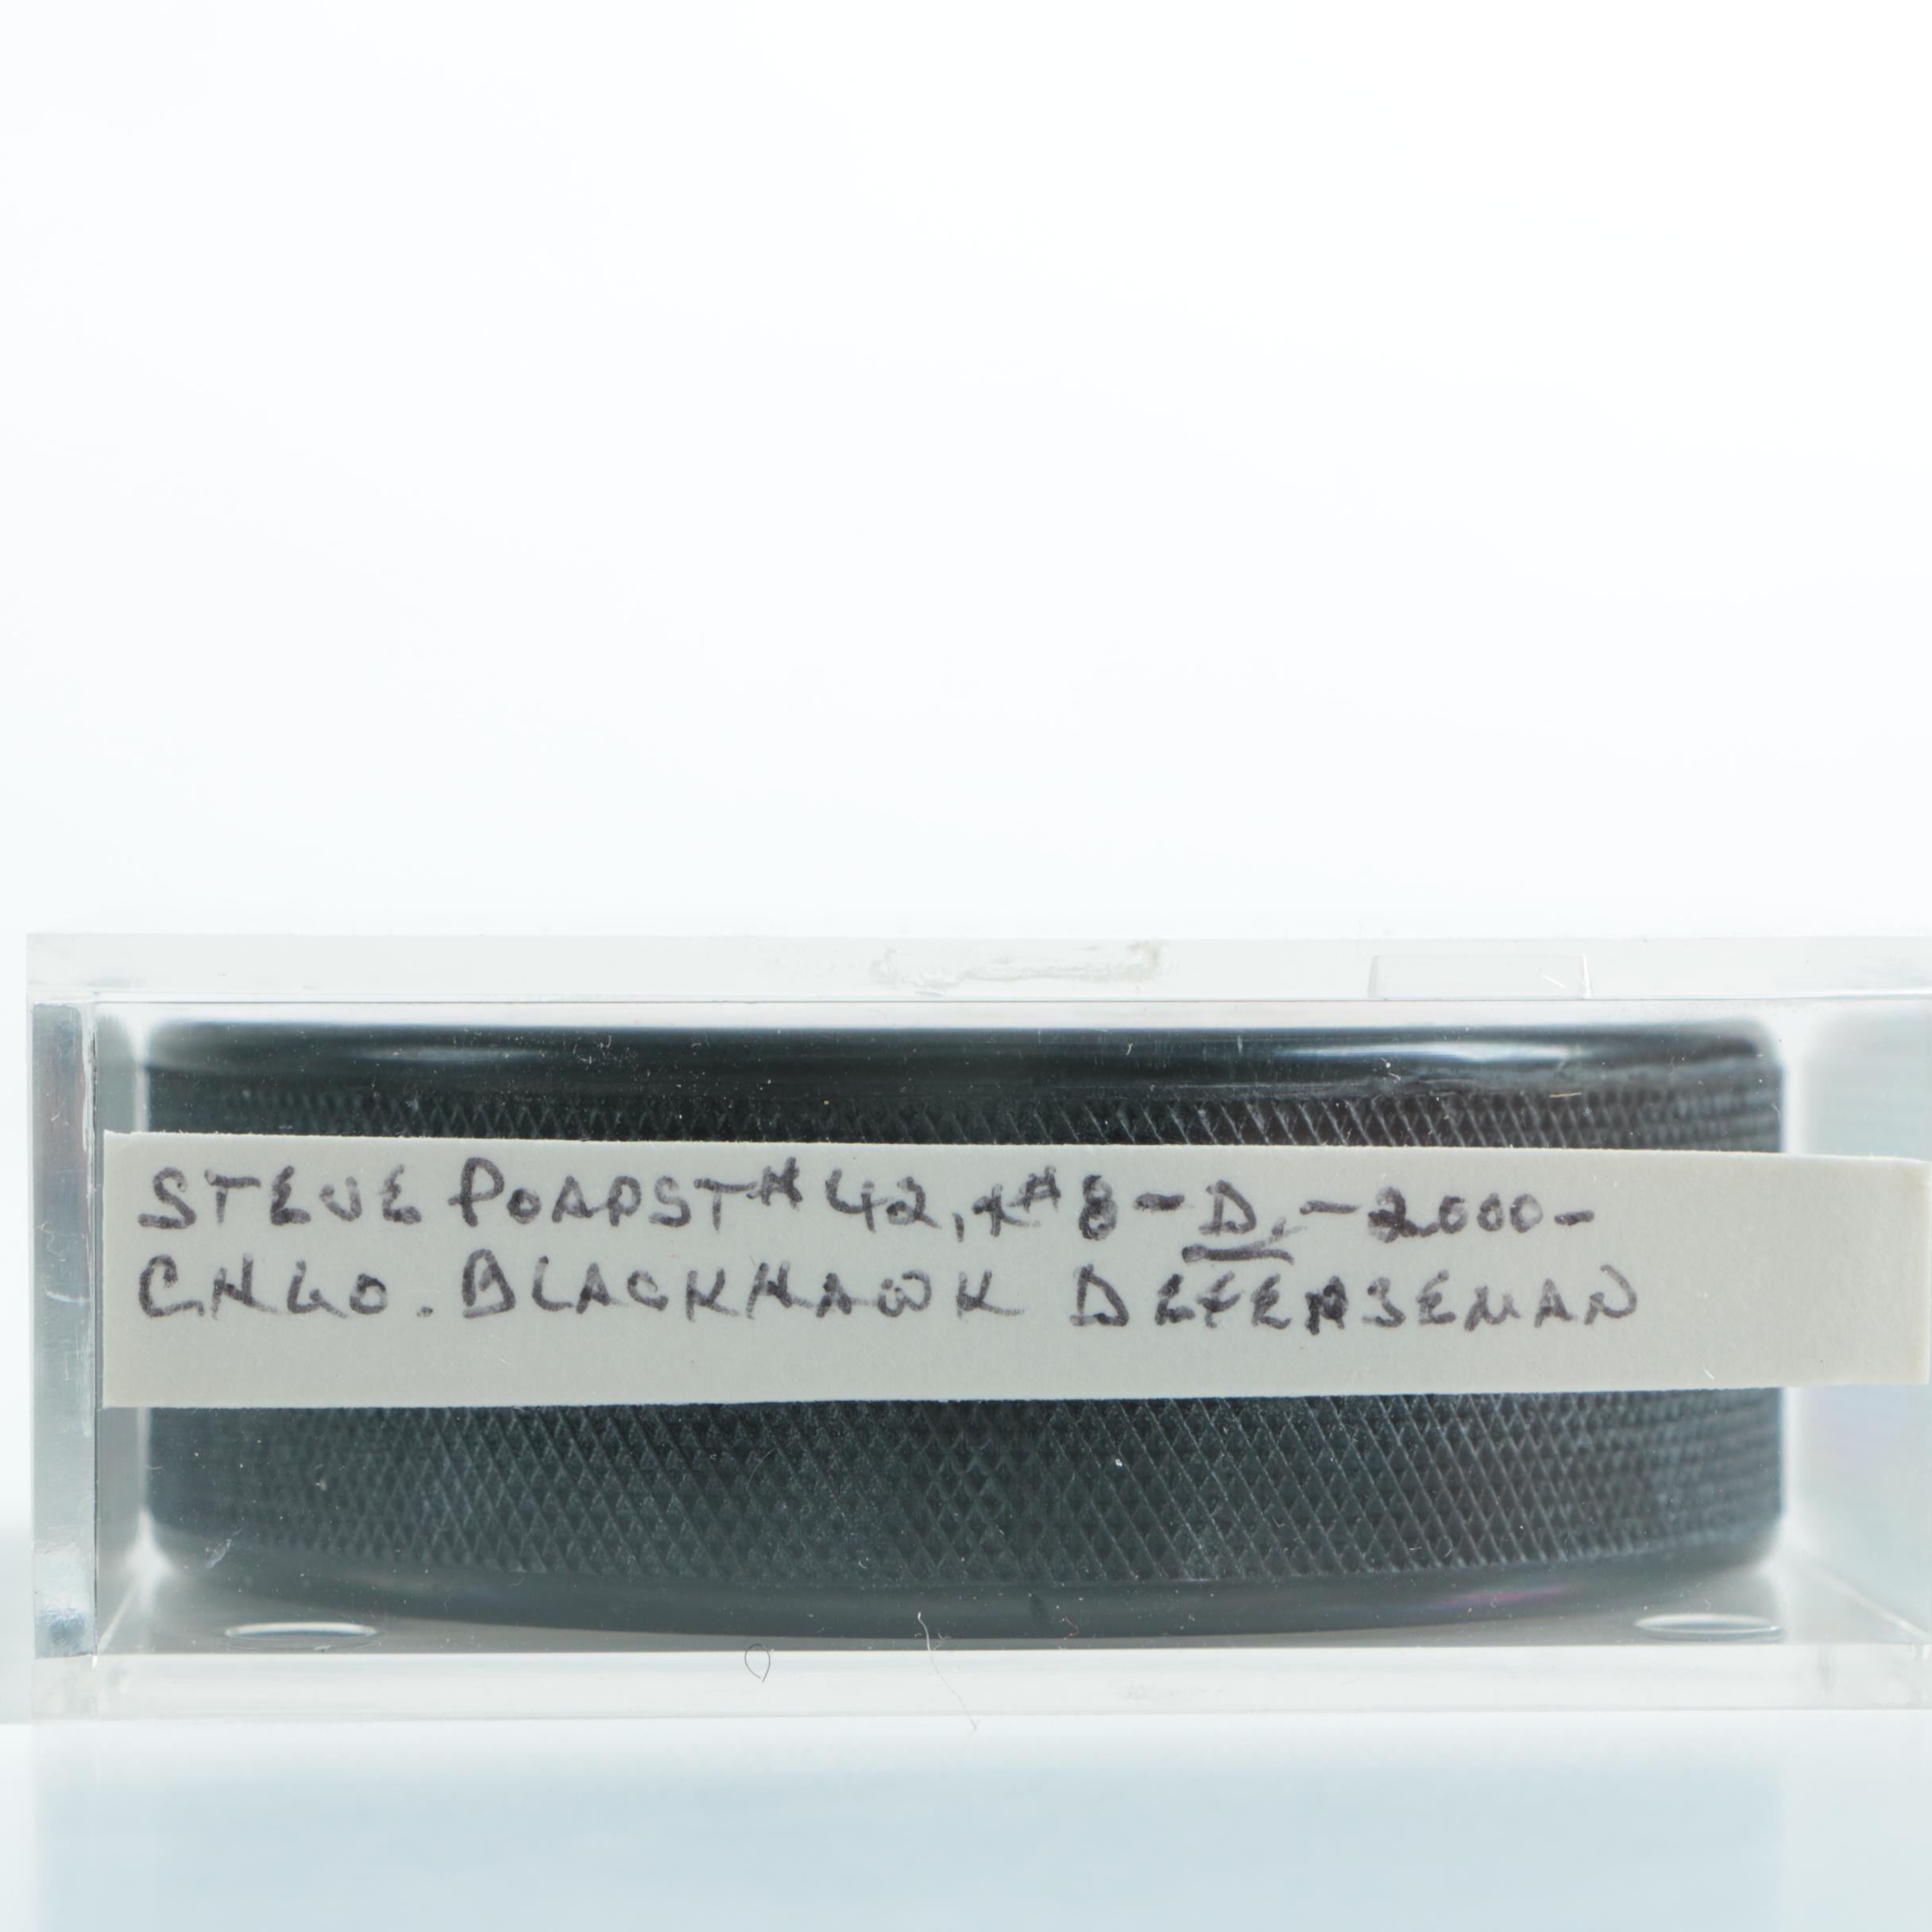 STEVE POAPST #42, + #8 - D. - 2000 -
CHGO. BLACKHAWK DEFENSEMAN